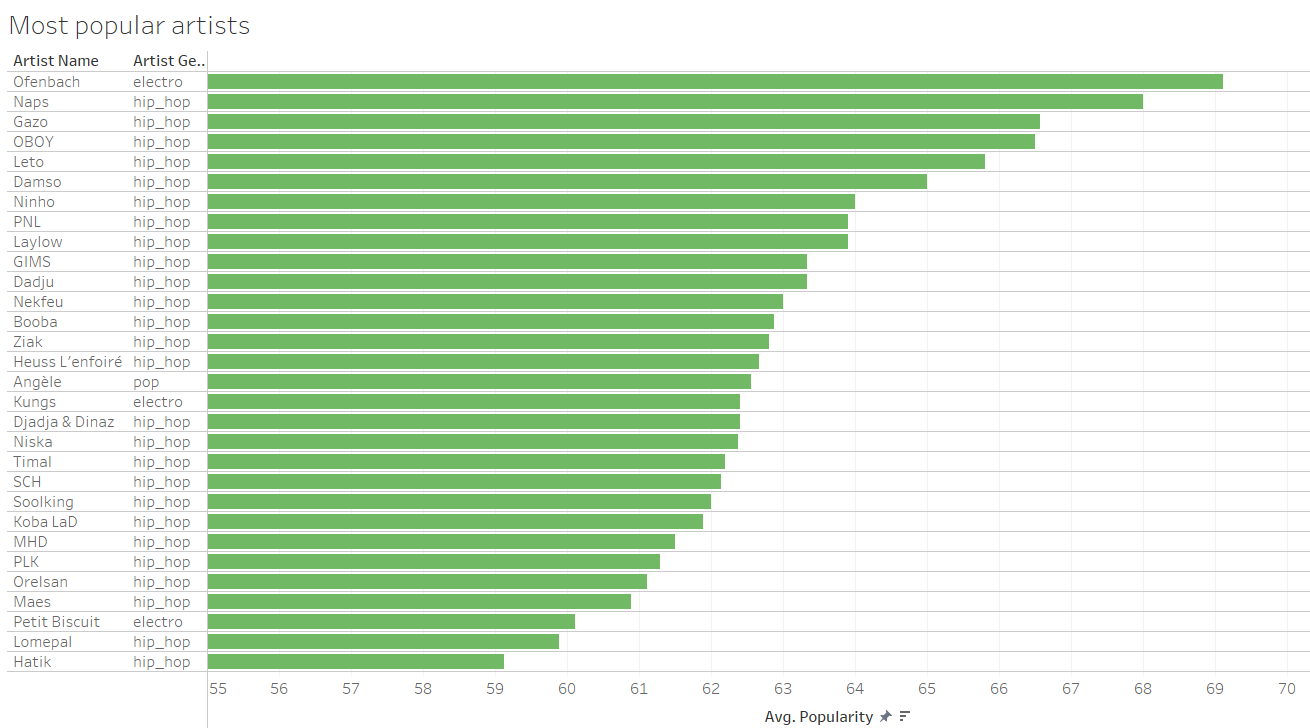 Most popular artists
Artist Name Artist Ge..
Ofenbach electro
Naps hip_hop
Gazo hip_hop
OBOY hip_hop
Leto hip_hop
Damso hip_hop
Ninho hip_hop
PNL hip_hop
Laylow hip_hop
GIMS hip_hop
Dadju hip_hop
Nekfeu hip_hop
Booba hip_hop
Ziak hip_hop
Heuss L’enfoiré hip_hop
Angèle pop
Kungs electro
Djadja & Dinaz hip_hop
Niska hip_hop
Timal hip_hop
SCH hip_hop
Soolking hip_hop
Koba LaD hip_hop
MHD hip_hop
PLK hip_hop
Orelsan hip_hop
Maes hip_hop
Petit Biscuit electro
Lomepal hip_hop
Hatik hip_hop
55 56 57 58 59 60 61 62 63 64 65 66 67 68 69 70
Avg. Popularity